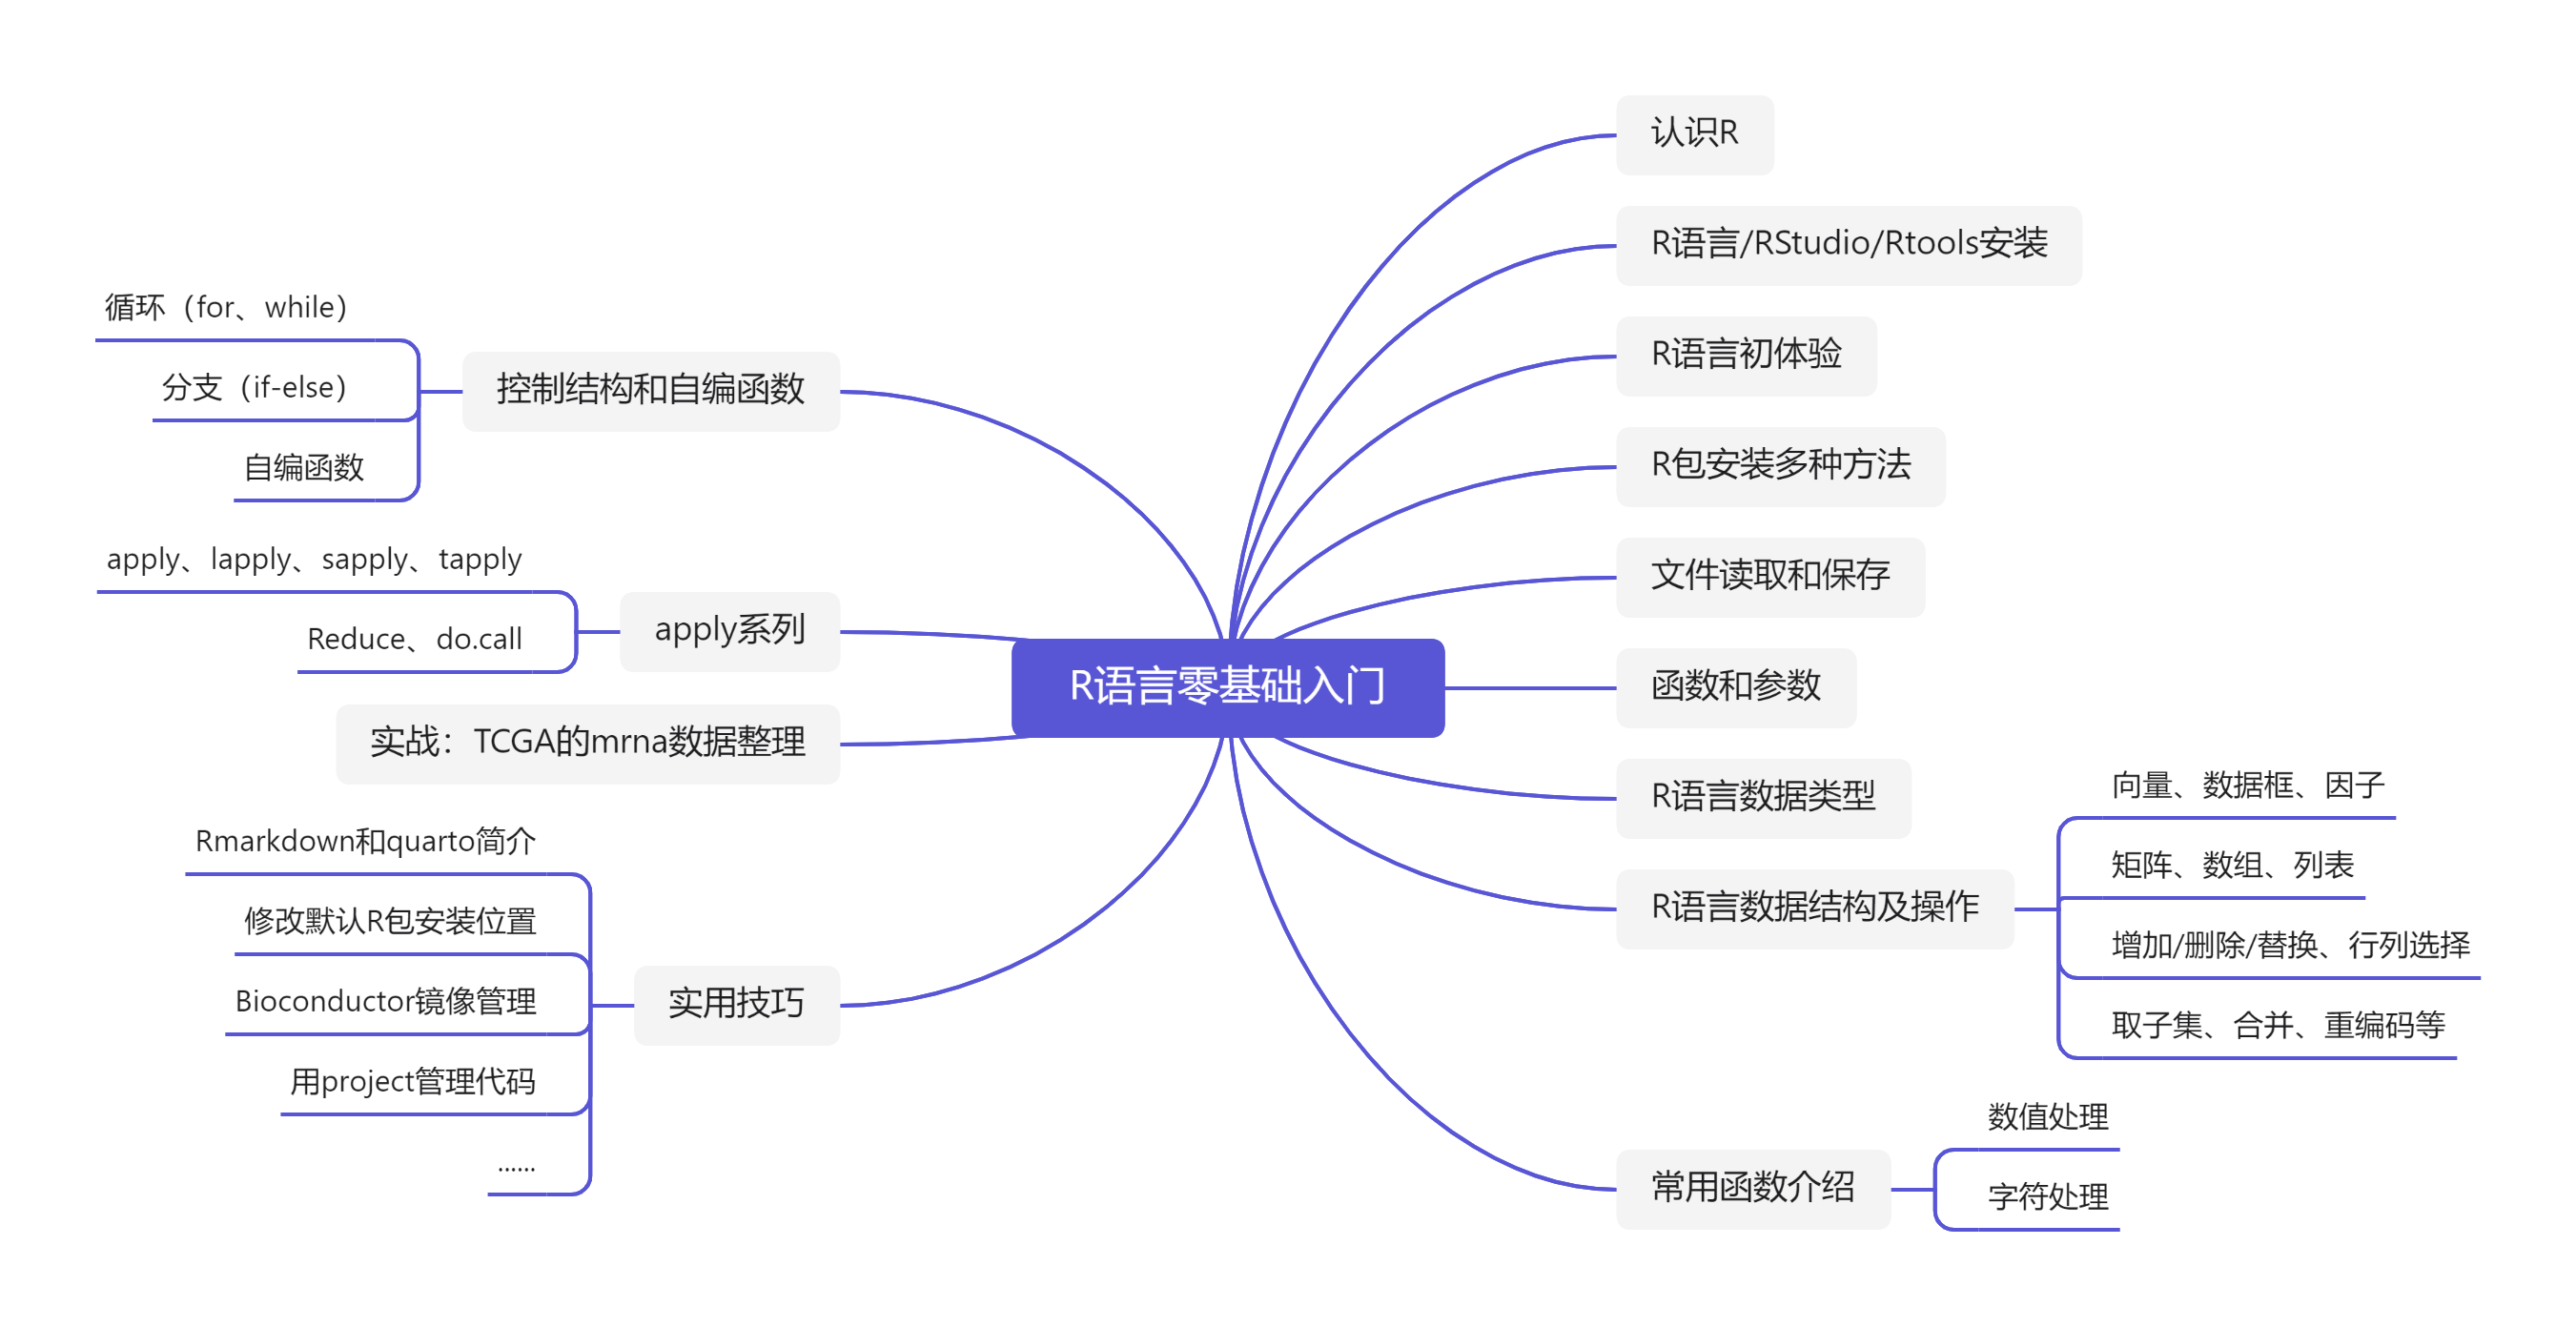 R语言零基础入门
认识R
R语言/RStudio/Rtools安装
R语言初体验
R包安装多种方法
文件读取和保存
函数和参数
R语言数据类型
R语言数据结构及操作
向量、数据框、因子
矩阵、数组、列表
增加/删除/替换、行列选择
取子集、合并、重编码等
常用函数介绍
数值处理
字符处理
控制结构和自编函数
循环（for、while）
分支（if-else）
自编函数
apply系列
apply、lapply、sapply、tapply
Reduce、do.call
实战：TCGA的mrna数据整理
实用技巧
Rmarkdown和quarto简介
修改默认R包安装位置
Bioconductor镜像管理
用project管理代码
......